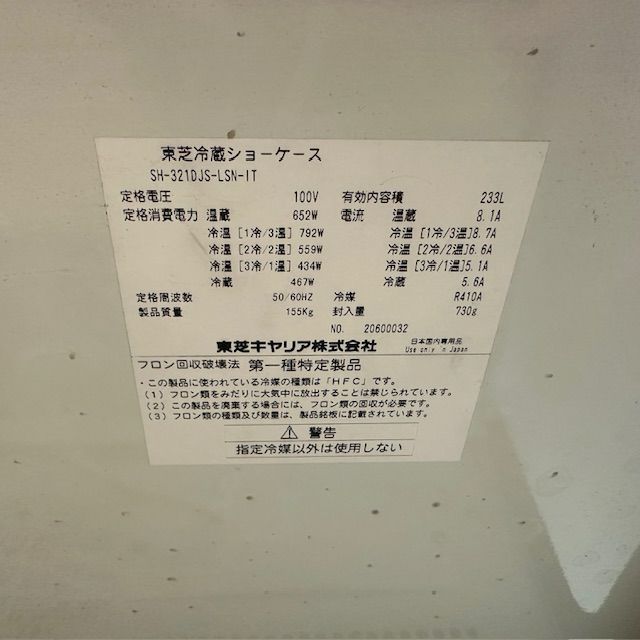 東芝冷蔵ショーケース
SH-321DJS-LSN-IT
定格電圧 100V 有効内容積 233L
定格消費電力 温蔵 652W 電流 温蔵 8.1A
冷温 [1冷/3温] 792W 冷温 [1冷/3温] 8.7A
冷温 [2冷/2温] 559W 冷温 [2冷/2温] 6.6A
冷温 [3冷/1温] 434W 冷温 [3冷/1温] 5.1A
冷蔵 467W 冷蔵 5.6A
定格周波数 50/60HZ 冷媒 R410A
製品質量 155Kg 封入量 730g
NO. 20600032
東芝キヤリア株式会社 日本国内専用品
Use only in Japan
フロン回収破壊法 第一種特定製品
・この製品に使われている冷媒の種類は「HFC」です。
(1) フロン類をみだりに大気中に放出することは禁じられています。
(2) この製品を廃棄する場合には、フロン類の回収が必要です。
(3) フロン類の種類及び数量は、製品銘板に記載されています。
⚠ 警告
指定冷媒以外は使用しない